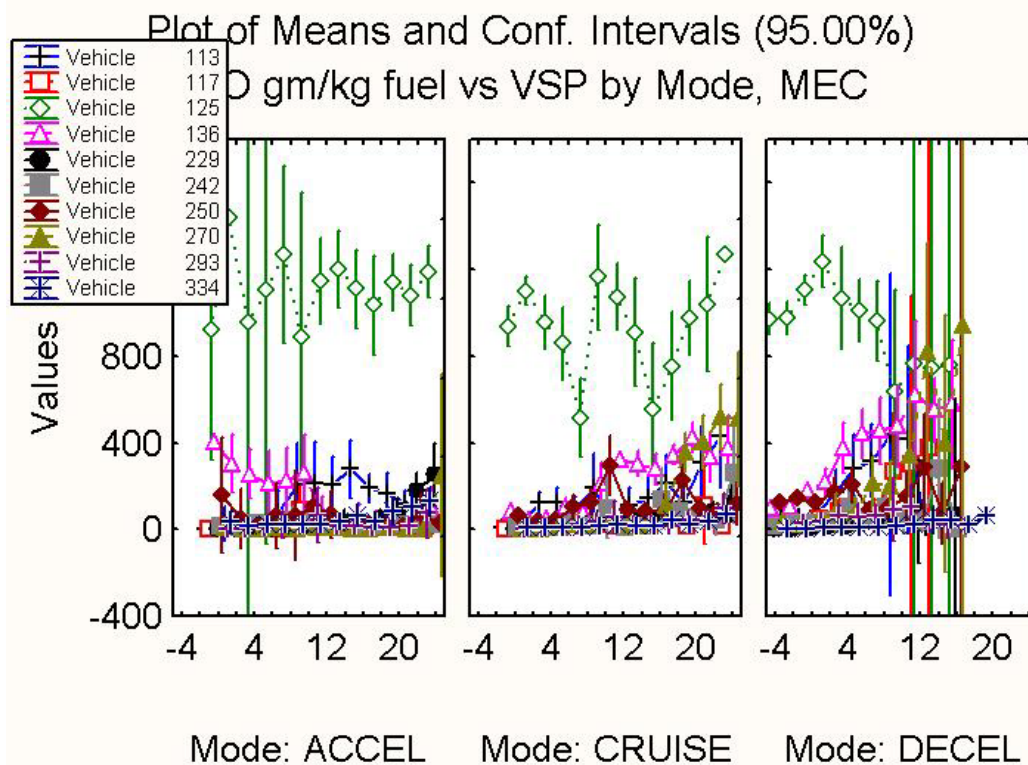 Plot of Means and Conf. Intervals (95.00%)
O gm/kg fuel vs VSP by Mode, MEC
Vehicle 113
Vehicle 117
Vehicle 125
Vehicle 136
Vehicle 229
Vehicle 242
Vehicle 250
Vehicle 270
Vehicle 293
Vehicle 334
Values
800
400
0
-400
-4 4 12 20
-4 4 12 20
-4 4 12 20
Mode: ACCEL
Mode: CRUISE
Mode: DECEL